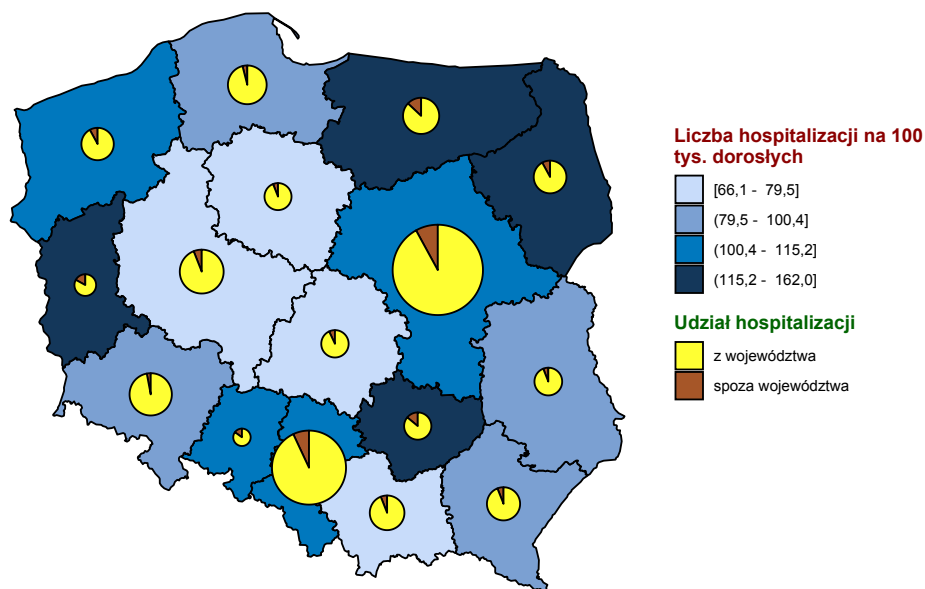 Liczba hospitalizacji na 100
tys. dorosłych
[66,1 - 79,5]
(79,5 - 100,4]
(100,4 - 115,2]
(115,2 - 162,0]
Udział hospitalizacji
z województwa
spoza województwa